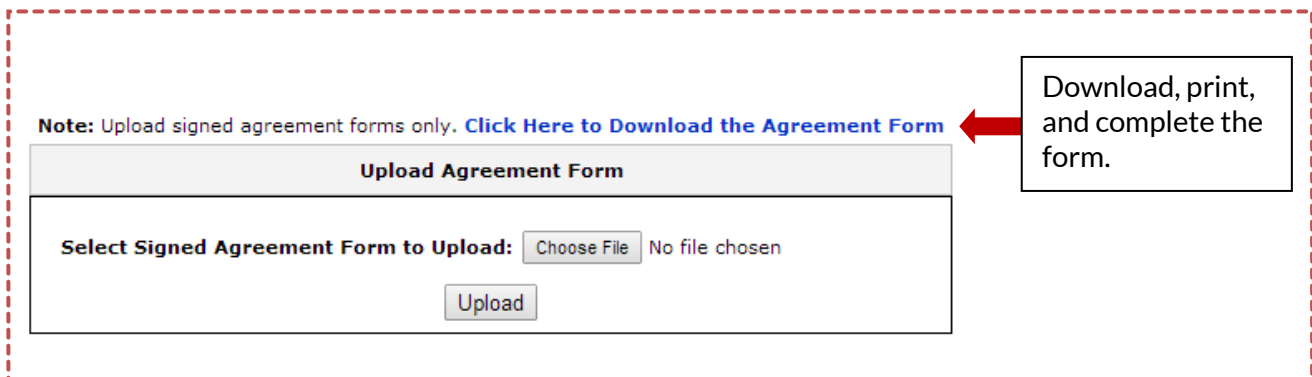 Download, print,
and complete the
form.
Note: Upload signed agreement forms only. Click Here to Download the Agreement Form
Upload Agreement Form
Select Signed Agreement Form to Upload: Choose File No file chosen
Upload